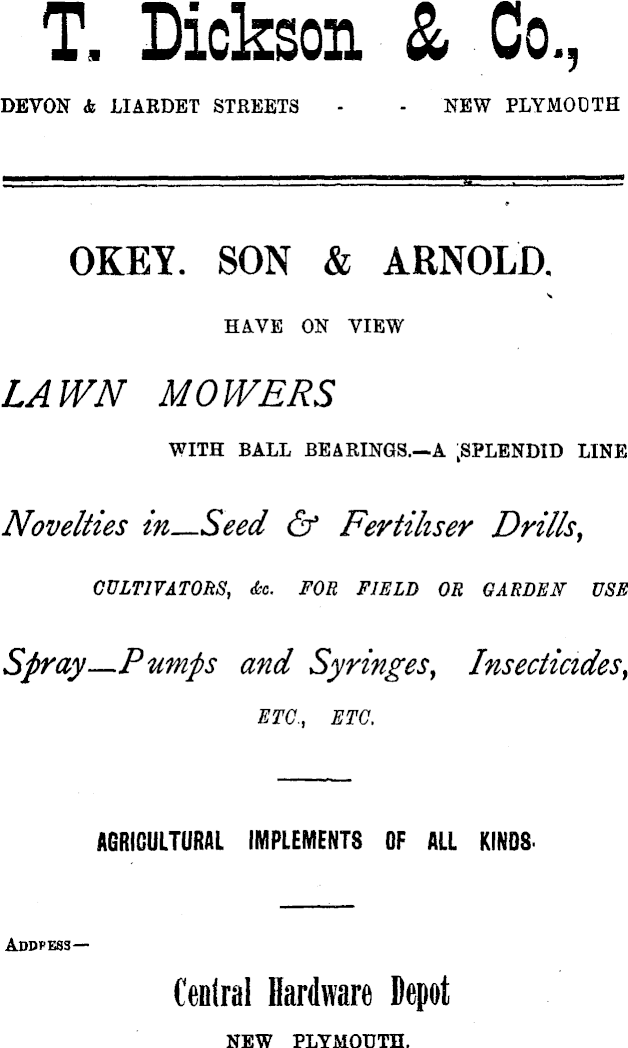 T. Dickson & Co.,
DEVON & LIARDET STREETS - - NEW PLYMOUTH
OKEY. SON & ARNOLD.
HAVE ON VIEW
LAWN MOWERS
WITH BALL BEARINGS.—A SPLENDID LINE
Novelties in—Seed & Fertiliser Drills,
CULTIVATORS, &c. FOR FIELD OR GARDEN USE
Spray—Pumps and Syringes, Insecticides,
ETC., ETC.
AGRICULTURAL IMPLEMENTS OF ALL KINDS.
ADDRESS—
Central Hardware Depot
NEW PLYMOUTH.